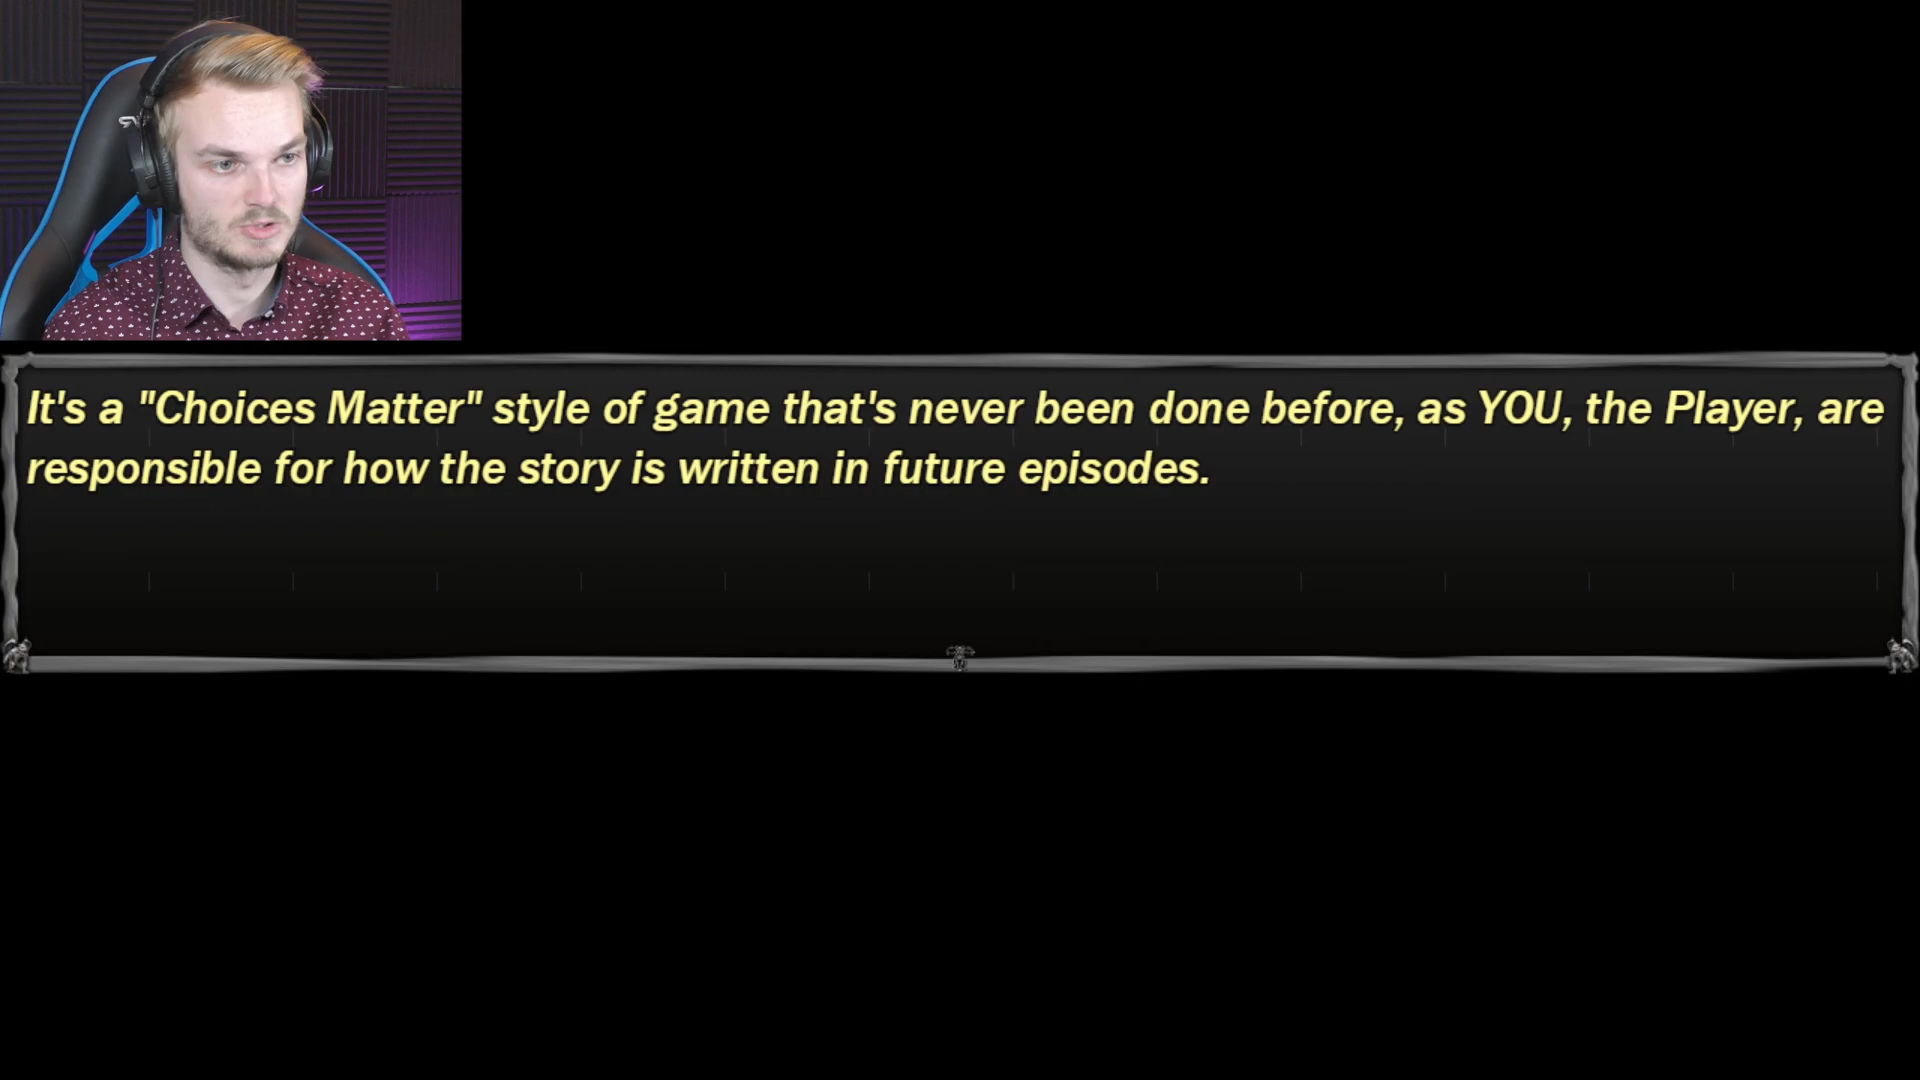 It's a "Choices Matter" style of game that's never been done before, as YOU, the Player, are
responsible for how the story is written in future episodes.